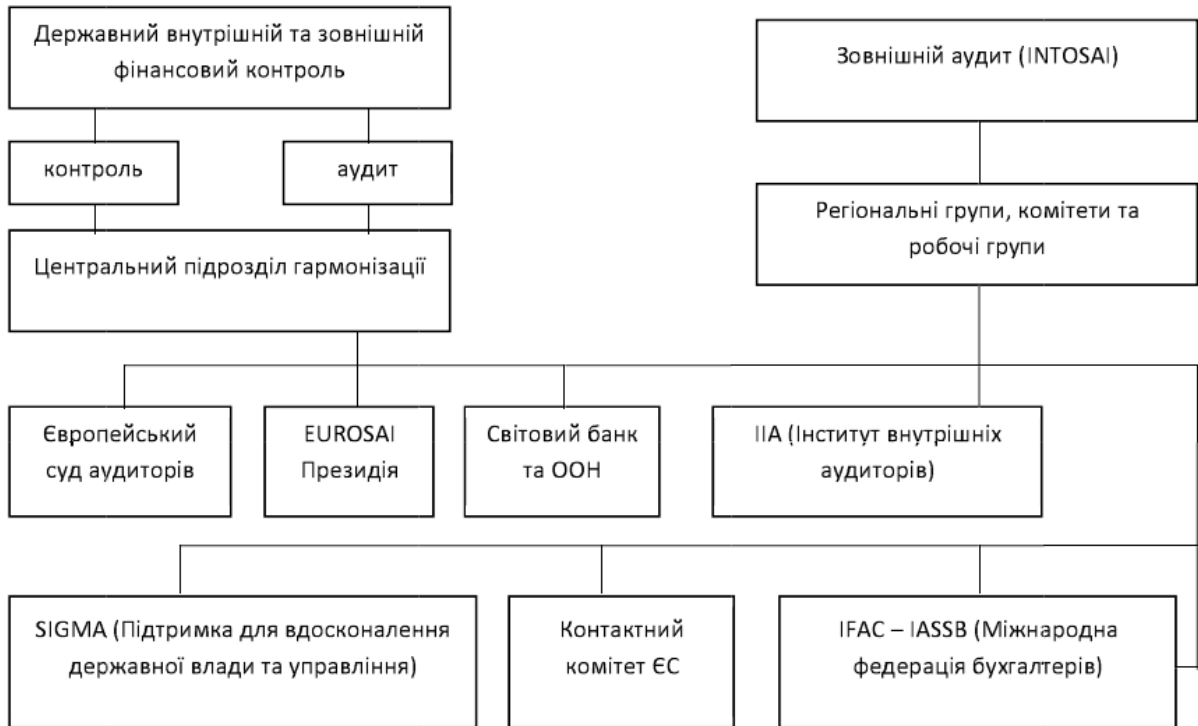 Державний внутрішній та зовнішній
фінансовий контроль
Зовнішній аудит (INTOSAI)
контроль
аудит
Регіональні групи, комітети та
робочі групи
Центральний підрозділ гармонізації
Європейський
суд аудиторів
EUROSAI
Президія
Світовий банк
та ООН
ІІА (Інститут внутрішніх
аудиторів)
SIGMA (Підтримка для вдосконалення
державної влади та управління)
Контактний
комітет ЄС
IFAC – IASSB (Міжнародна
федерація бухгалтерів)